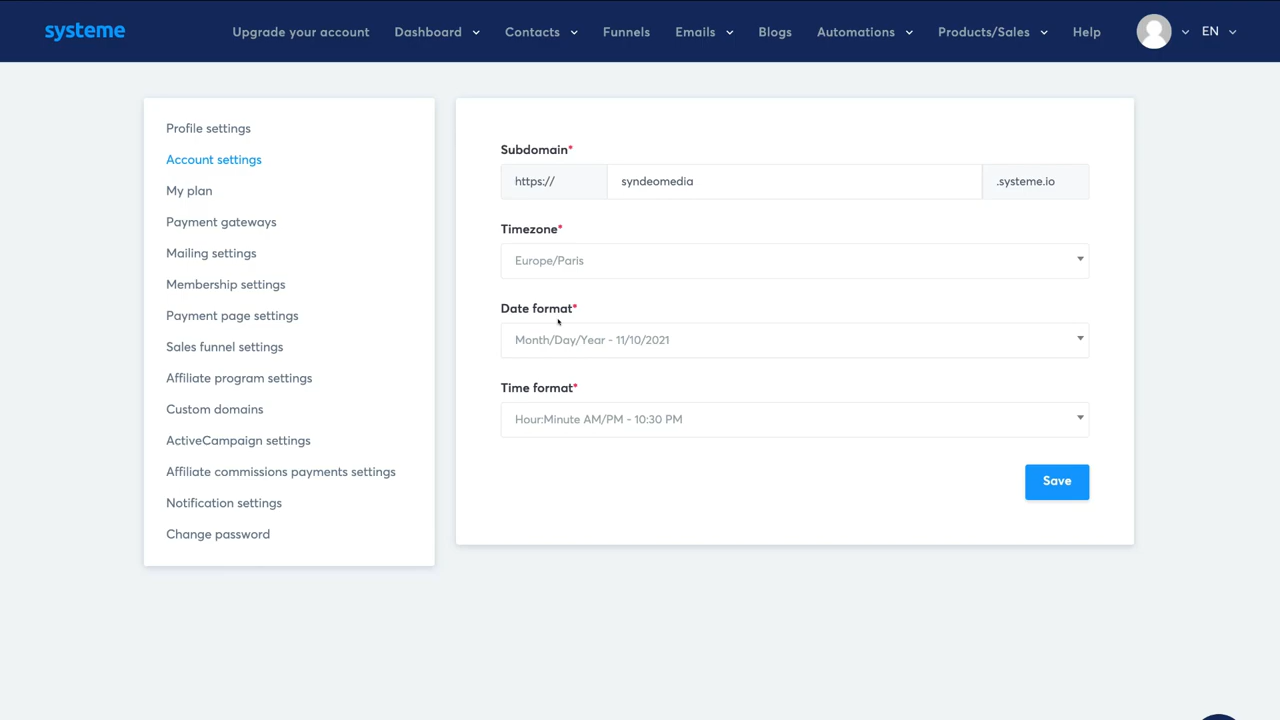 systeme
Upgrade your account
Dashboard
Contacts
Funnels
Emails
Blogs
Automations
Products/Sales
Help
EN
Profile settings
Account settings
My plan
Payment gateways
Mailing settings
Membership settings
Payment page settings
Sales funnel settings
Affiliate program settings
Custom domains
ActiveCampaign settings
Affiliate commissions payments settings
Notification settings
Change password
Subdomain*
https:// syndeomedia .systeme.io
Timezone*
Europe/Paris
Date format*
Month/Day/Year - 11/10/2021
Time format*
Hour:Minute AM/PM - 10:30 PM
Save